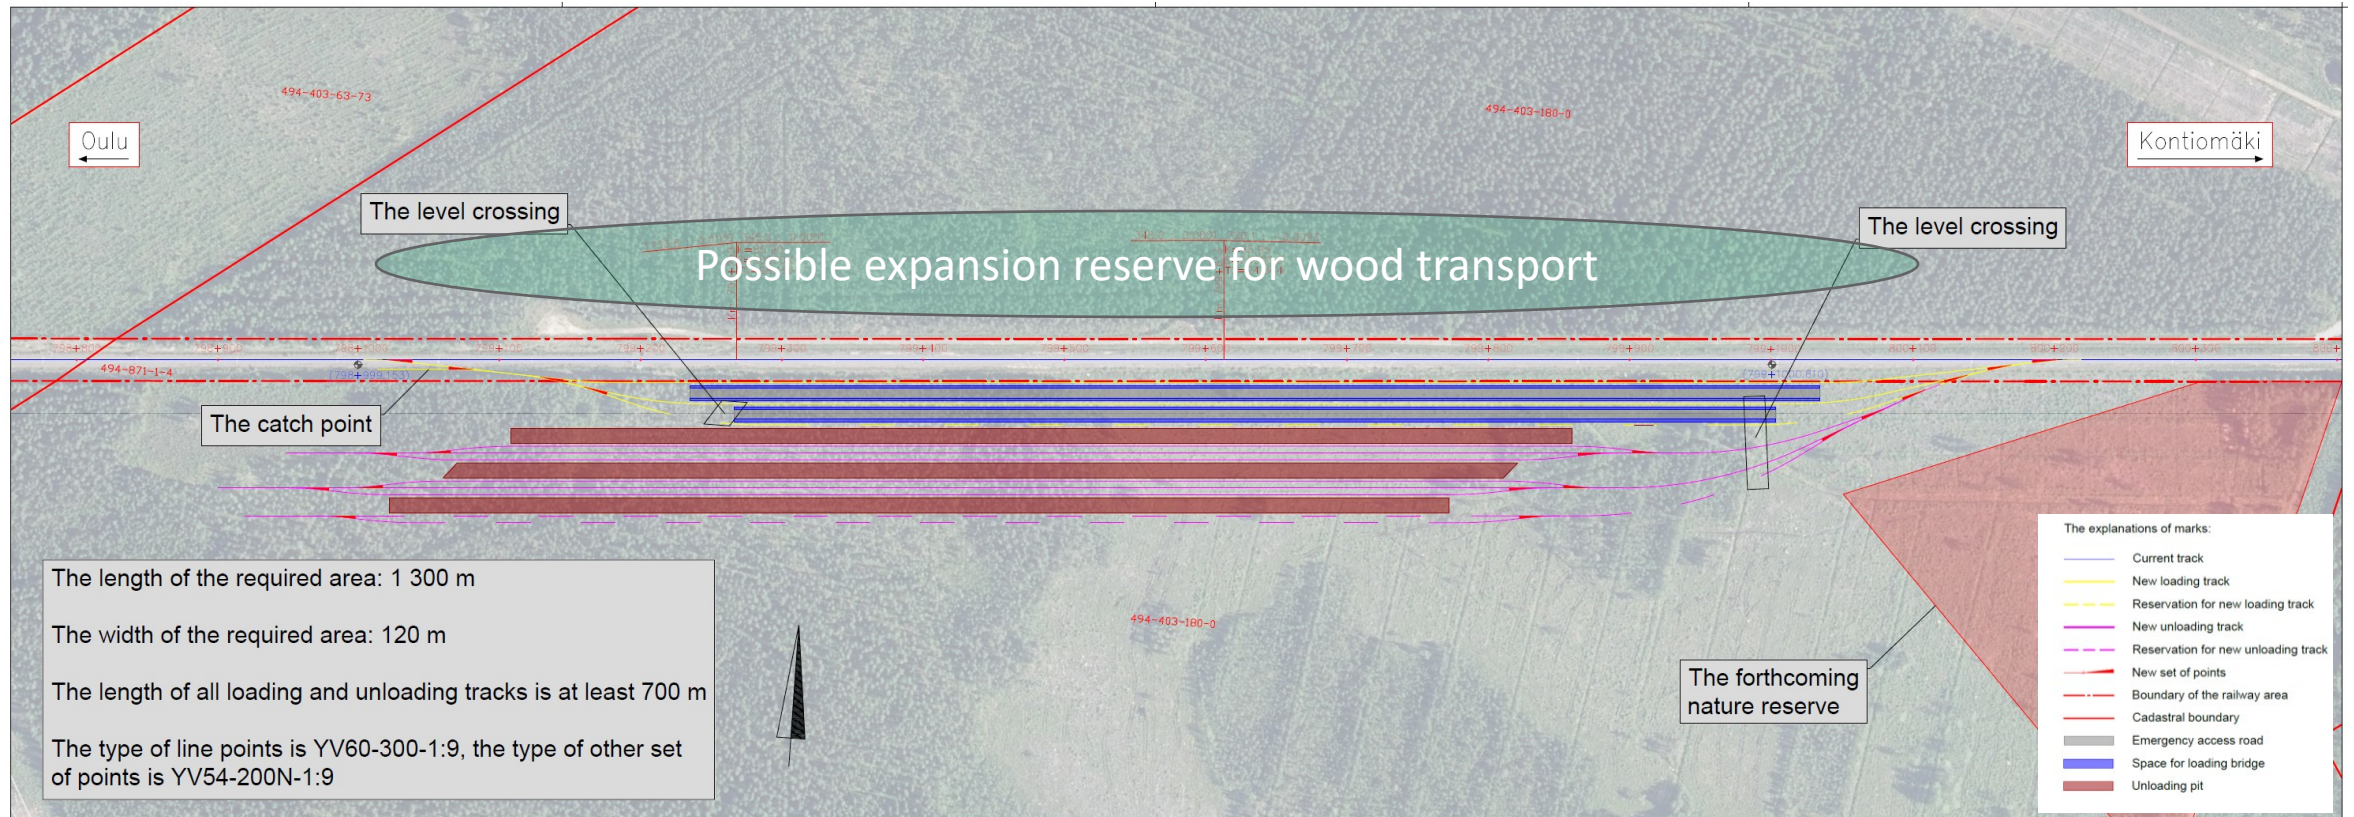 494-403-63-73
494-403-180-0
Oulu
Kontiomäki
The level crossing
The level crossing
Possible expansion reserve for wood transport
494-871-1-4
The catch point
The length of the required area: 1 300 m
The width of the required area: 120 m
The length of all loading and unloading tracks is at least 700 m
The type of line points is YV60-300-1:9, the type of other set
of points is YV54-200N-1:9
494-403-180-0
The forthcoming
nature reserve
The explanations of marks:
Current track
New loading track
Reservation for new loading track
New unloading track
Reservation for new unloading track
New set of points
Boundary of the railway area
Cadastral boundary
Emergency access road
Space for loading bridge
Unloading pit